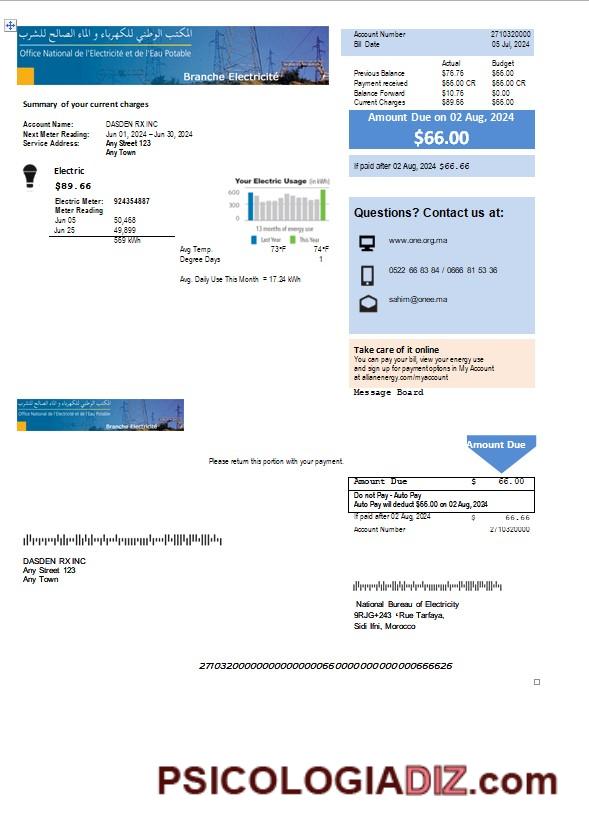 المكتب الوطني للكهرباء و الماء الصالح للشرب
Office National de l'Electricité et de l'Eau Potable
Branche Electricité
Account Number 2710320000
Bill Date 05 Jul, 2024
Actual Budget
Previous Balance $76.76 $66.00
Payment received $66.00 CR $66.00 CR
Balance Forward $10.76 $0.00
Current Charges $89.66 $66.00
Amount Due on 02 Aug, 2024
$66.00
If paid after 02 Aug, 2024 $66.66
Summary of your current charges
Account Name: DASDEN RX INC
Next Meter Reading: Jun 01, 2024 – Jun 30, 2024
Service Address: Any Street 123
Any Town
Electric
$89.66
Electric Meter: 924354887
Meter Reading
Jun 05 50,468
Jun 25 49,899
569 kWh
Your Electric Usage (in kWh)
600
300
0
13 months of energy use
Last Year This Year
Avg Temp. 73°F 74°F
Degree Days 1
Avg. Daily Use This Month = 17.24 kWh
Questions? Contact us at:
www.one.org.ma
0522 66 83 84 / 0666 81 53 36
sahim@onee.ma
Take care of it online
You can pay your bill, view your energy use
and sign up for payment options in My Account
at allianenergy.com/myaccount
Message Board
المكتب الوطني للكهرباء و الماء الصالح للشرب
Office National de l'Electricité et de l'Eau Potable
Branche Electricité
Amount Due
Please return this portion with your payment.
Amount Due $ 66.00
Do not Pay - Auto Pay
Auto Pay will deduct $66.00 on 02 Aug, 2024
If paid after 02 Aug, 2024 $ 66.66
Account Number 2710320000
DASDEN RX INC
Any Street 123
Any Town
National Bureau of Electricity
9RJG+243 ‹Rue Tarfaya,
Sidi Ifni, Morocco
PSICOLOGIADIZ.com